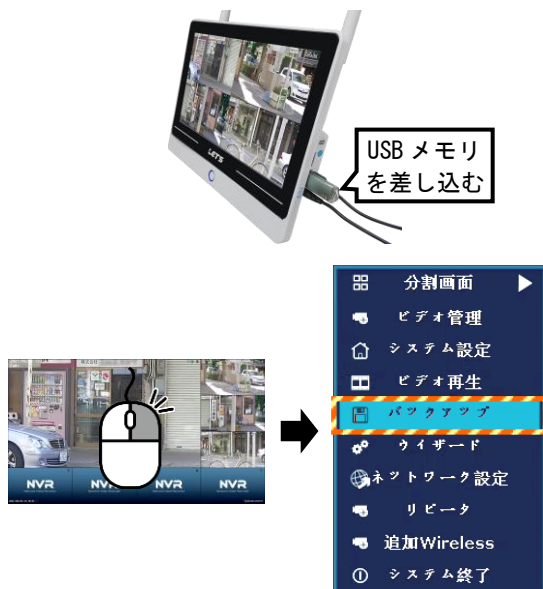 LET'S
USB メモリ
を差し込む
分割画面
ビデオ管理
システム設定
ビデオ再生
バックアップ
ウイザード
ネットワーク設定
リピータ
追加Wireless
システム終了
NVR
NVR
NVR
NVR